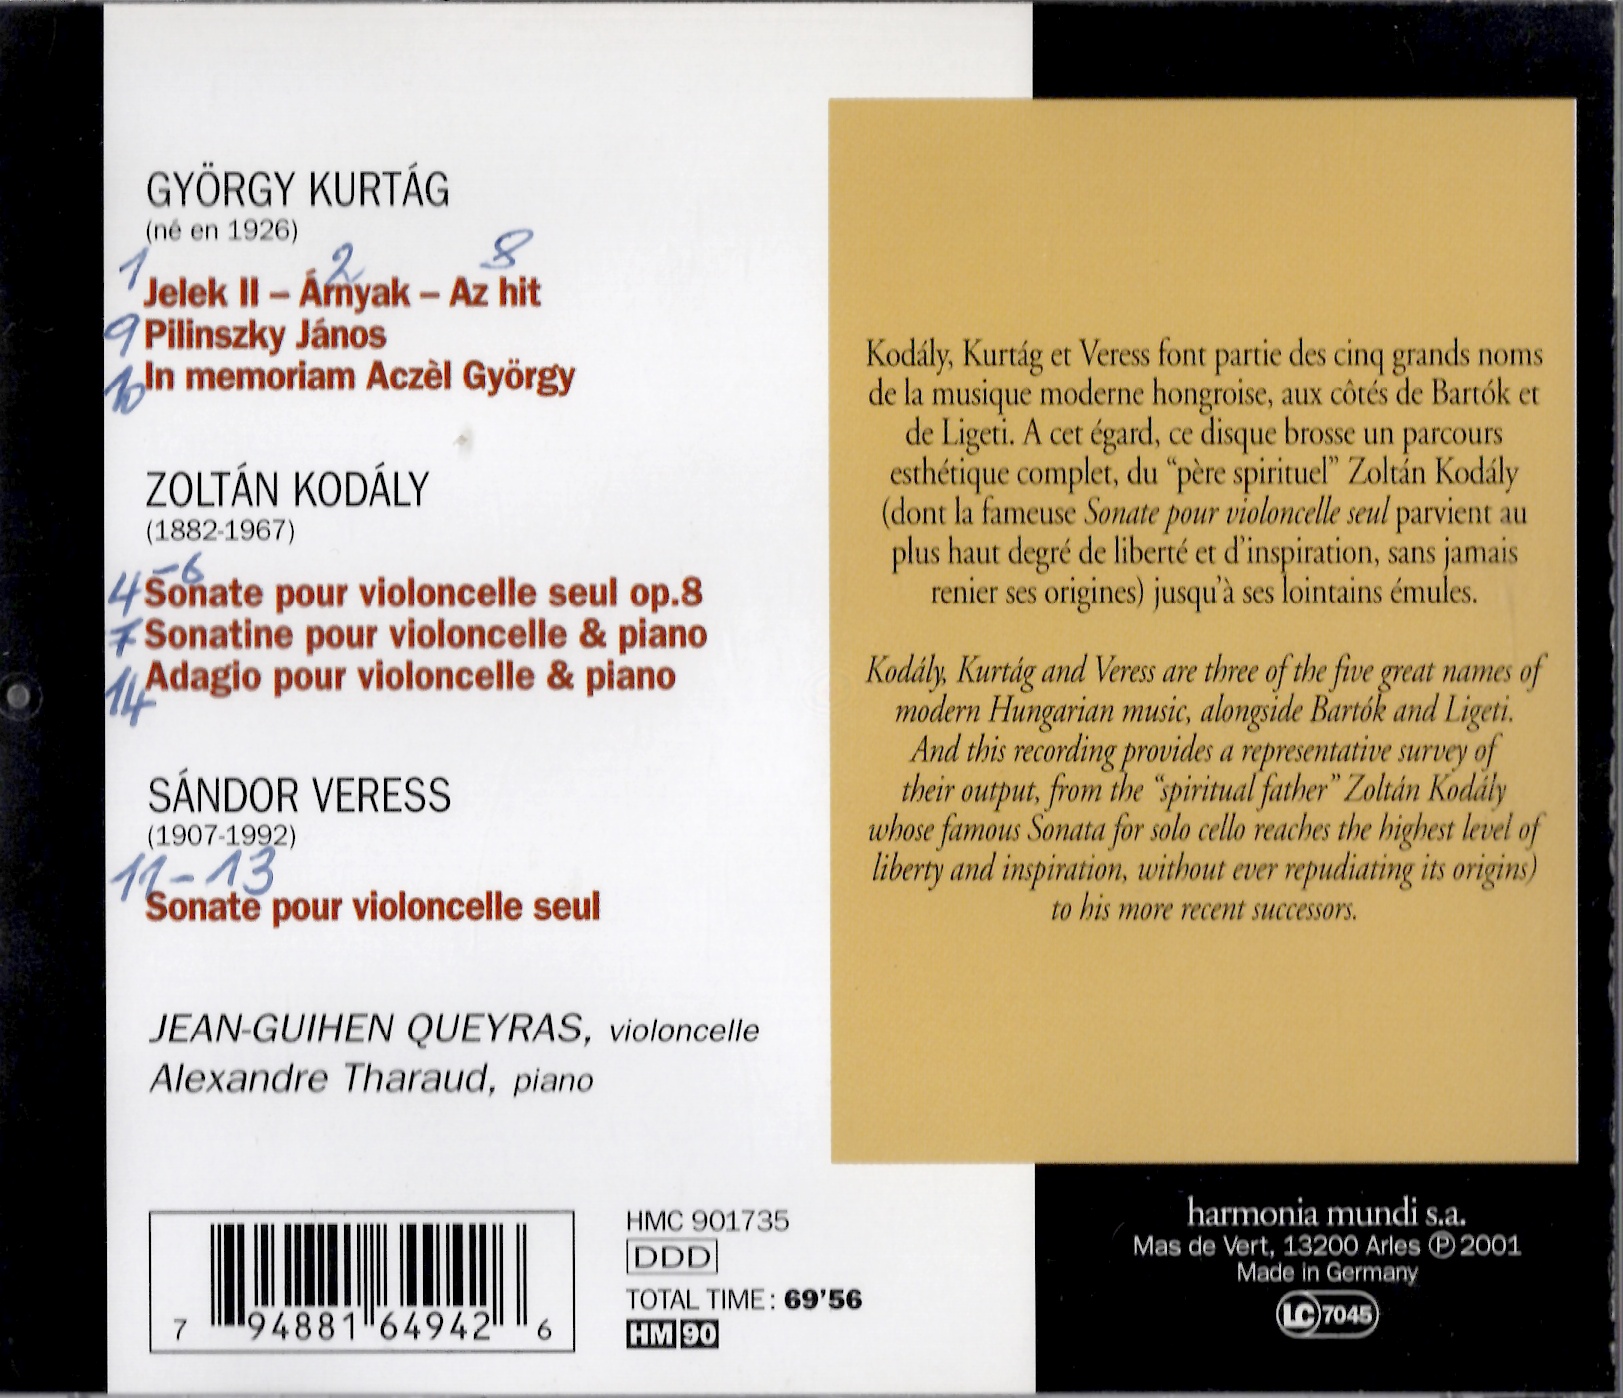 GYÖRGY KURTÁG
(né en 1926)
1 2 8
Jelek II – Árnyak – Az hit
9 Pilinszky János
10 In memoriam Aczèl György
ZOLTÁN KODÁLY
(1882-1967)
4-6 Sonate pour violoncelle seul op.8
7 Sonatine pour violoncelle & piano
14 Adagio pour violoncelle & piano
SÁNDOR VERESS
(1907-1992)
11-13
Sonate pour violoncelle seul
JEAN-GUIHEN QUEYRAS, violoncelle
Alexandre Tharaud, piano
7 94881 64942 6
HMC 901735
DDD
TOTAL TIME : 69'56
HM 90
Kodály, Kurtág et Veress font partie des cinq grands noms
de la musique moderne hongroise, aux côtés de Bartók et
de Ligeti. A cet égard, ce disque brosse un parcours
esthétique complet, du “père spirituel” Zoltán Kodály
(dont la fameuse Sonate pour violoncelle seul parvient au
plus haut degré de liberté et d’inspiration, sans jamais
renier ses origines) jusqu’à ses lointains émules.
Kodály, Kurtág and Veress are three of the five great names of
modern Hungarian music, alongside Bartók and Ligeti.
And this recording provides a representative survey of
their output, from the “spiritual father” Zoltán Kodály
whose famous Sonata for solo cello reaches the highest level of
liberty and inspiration, without ever repudiating its origins)
to his more recent successors.
harmonia mundi s.a.
Mas de Vert, 13200 Arles Ⓟ 2001
Made in Germany
LC 7045